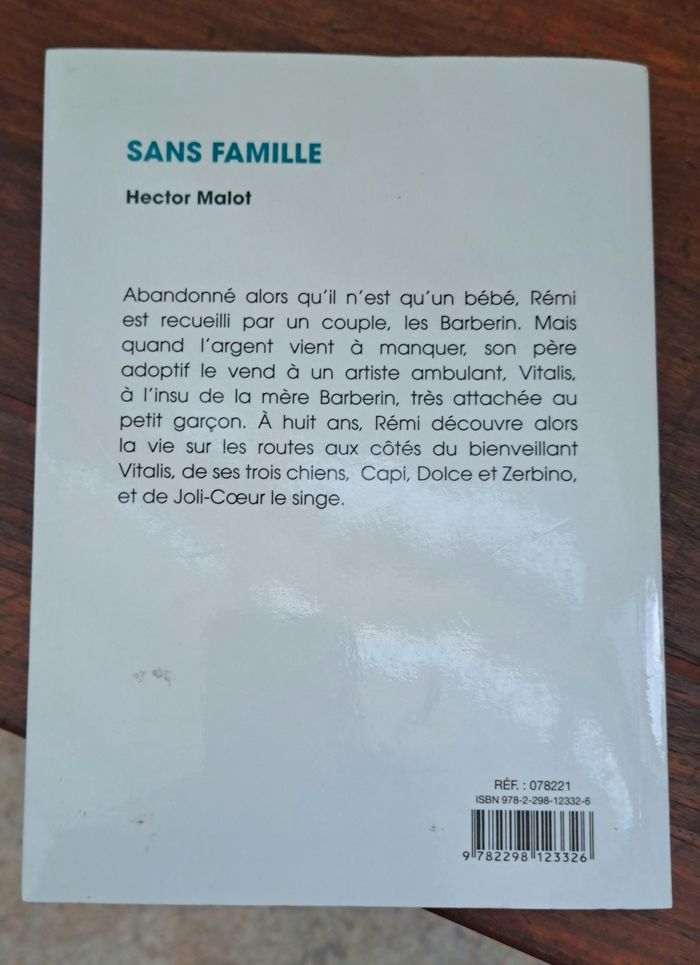 SANS FAMILLE
Hector Malot
Abandonné alors qu'il n'est qu'un bébé, Rémi
est recueilli par un couple, les Barberin. Mais
quand l'argent vient à manquer, son père
adoptif le vend à un artiste ambulant, Vitalis,
à l'insu de la mère Barberin, très attachée au
petit garçon. À huit ans, Rémi découvre alors
la vie sur les routes aux côtés du bienveillant
Vitalis, de ses trois chiens,  Capi, Dolce et Zerbino,
et de Joli-Cœur le singe.
RÉF. : 078221
ISBN 978-2-298-12332-6
9 782298 123326